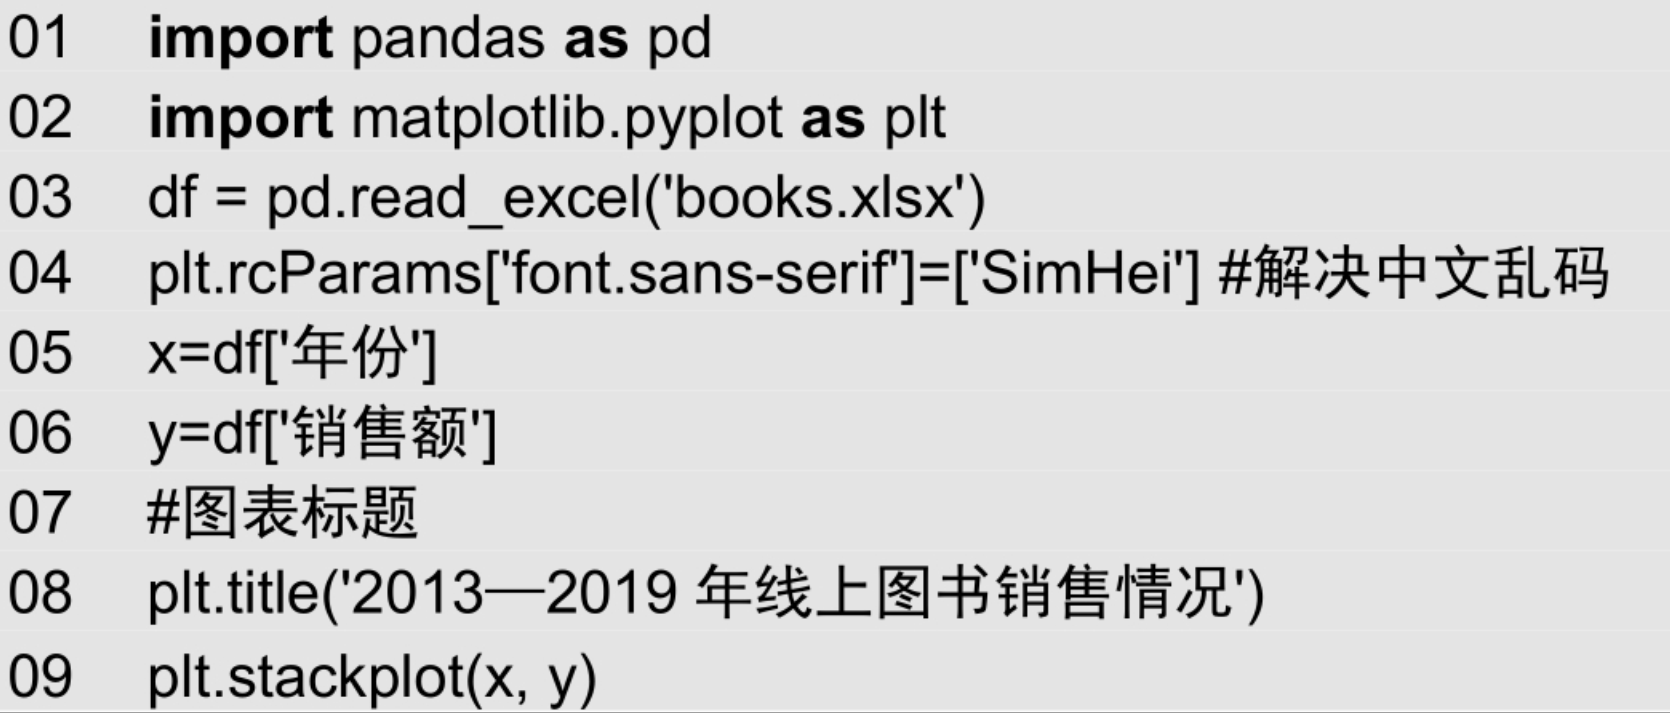 01 import pandas as pd
02 import matplotlib.pyplot as plt
03 df = pd.read_excel('books.xlsx')
04 plt.rcParams['font.sans-serif']=['SimHei'] #解决中文乱码
05 x=df['年份']
06 y=df['销售额']
07 #图表标题
08 plt.title('2013—2019 年线上图书销售情况')
09 plt.stackplot(x, y)